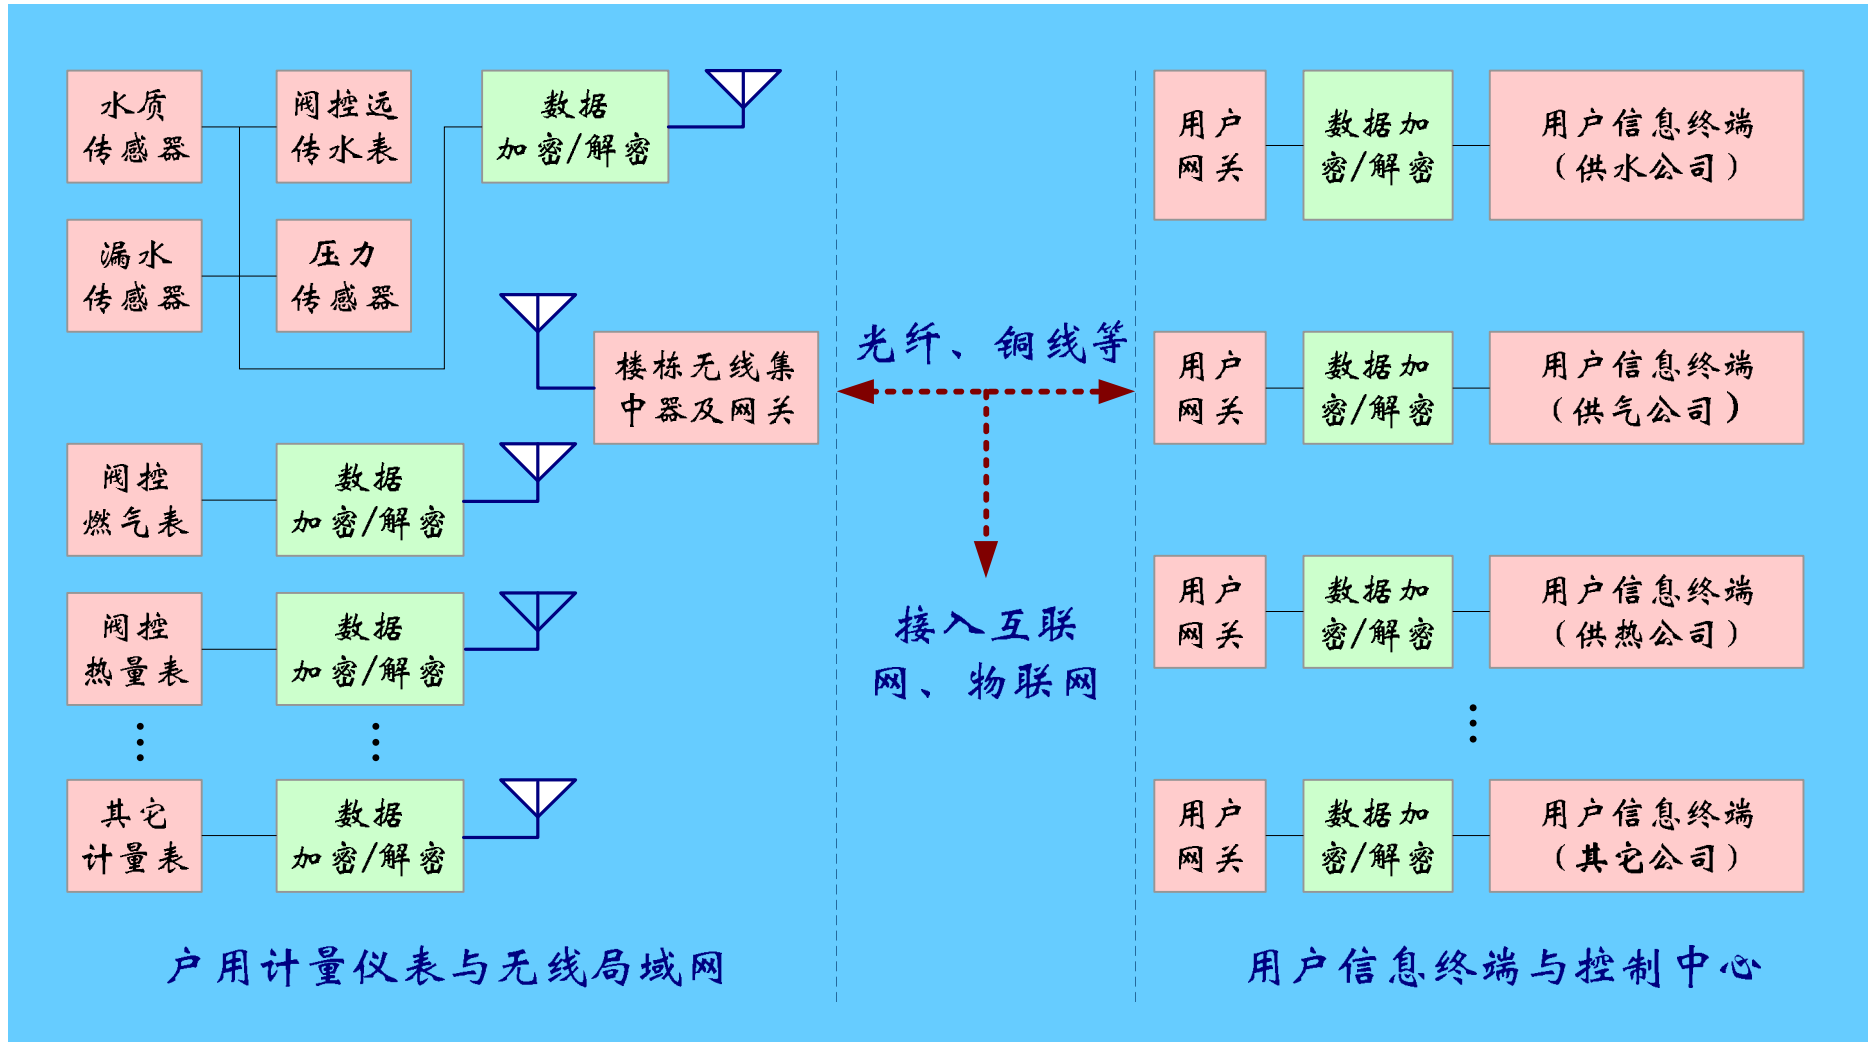 水质
传感器
阀控远
传水表
数据
加密/解密
漏水
传感器
压力
传感器
楼栋无线集
中器及网关
阀控
燃气表
数据
加密/解密
阀控
热量表
数据
加密/解密
其它
计量表
数据
加密/解密
户用计量仪表与无线局域网
光纤、铜线等
接入互联
网、物联网
用户
网关
数据加
密/解密
用户信息终端
(供水公司)
用户
网关
数据加
密/解密
用户信息终端
(供气公司)
用户
网关
数据加
密/解密
用户信息终端
(供热公司)
用户
网关
数据加
密/解密
用户信息终端
(其它公司)
用户信息终端与控制中心